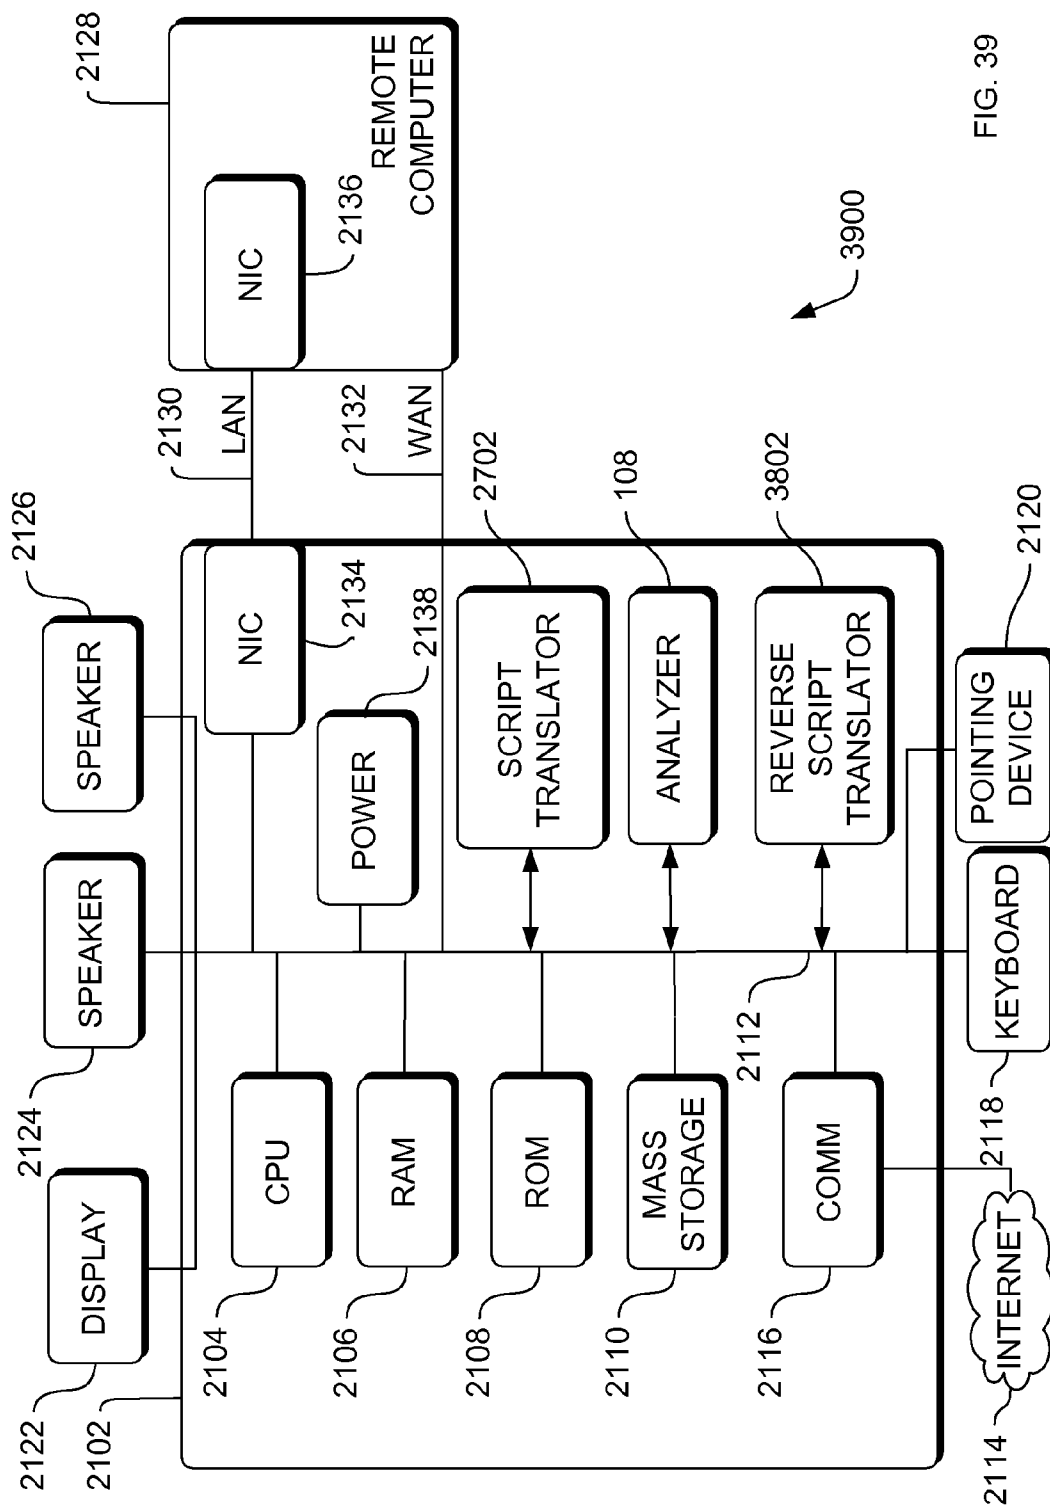 2122
DISPLAY
2124
SPEAKER
SPEAKER
2126
2128
2102
2104
CPU
NIC
2134
2130
LAN
NIC
2136
REMOTE
COMPUTER
2106
RAM
POWER
2138
2132
WAN
2108
ROM
SCRIPT
TRANSLATOR
2702
2110
MASS
STORAGE
ANALYZER
108
2112
2116
COMM
REVERSE
SCRIPT
TRANSLATOR
3802
3900
2114
INTERNET
2118
KEYBOARD
POINTING
DEVICE
2120
FIG. 39